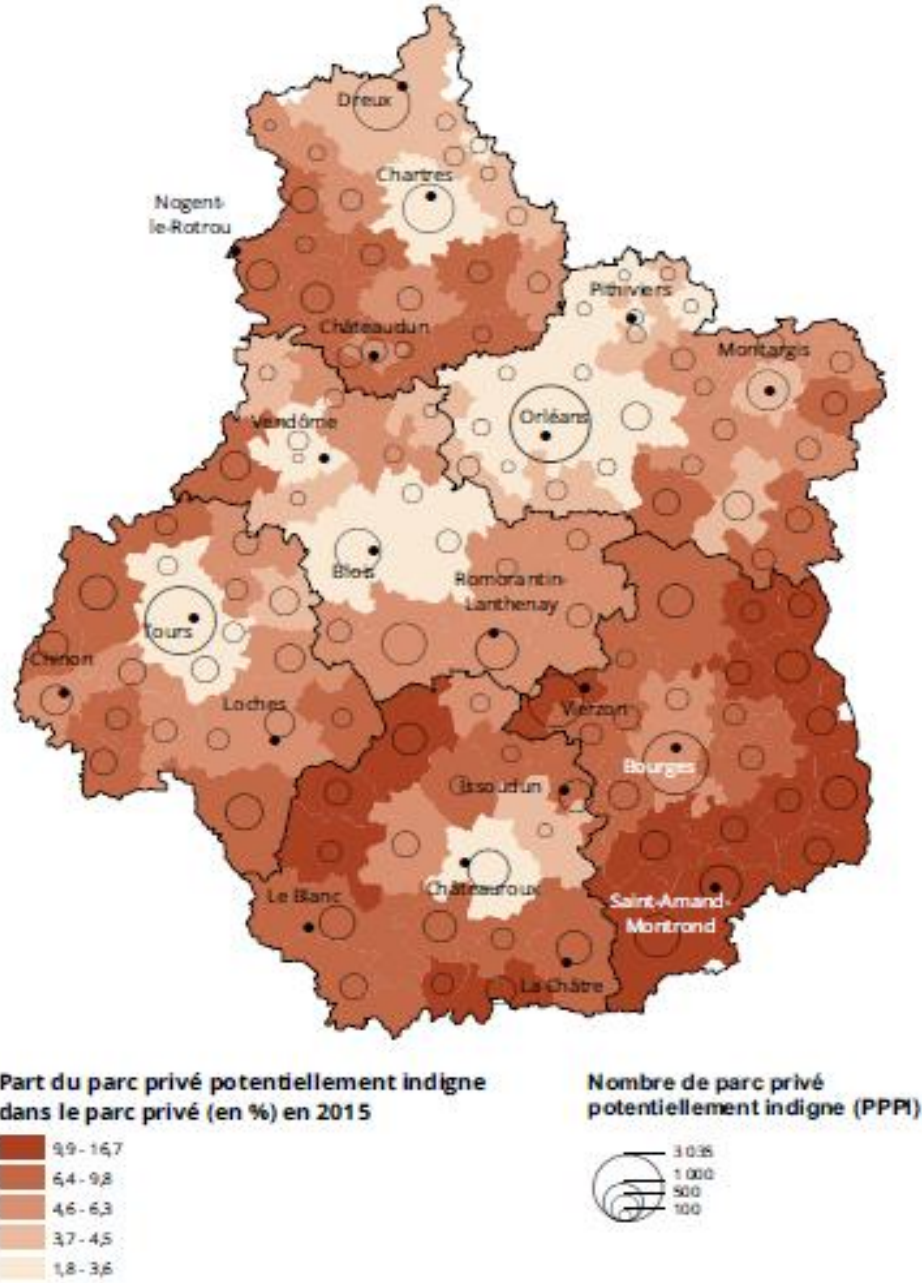 Dreux
Chartres
Nogent-
le-Rotrou
Pithiviers
Châteaudun
Montargis
Vendôme
Orléans
Blois
Romorantin-
Lanthenay
Tours
Chinon
Loches
Vierzon
Bourges
Issoudun
Châteauroux
Le Blanc
Saint-Amand-
Montrond
La Châtre
Part du parc privé potentiellement indigne
dans le parc privé (en %) en 2015
9,9 - 16,7
6,4 - 9,8
4,6 - 6,3
3,7 - 4,5
1,8 - 3,6
Nombre de parc privé
potentiellement indigne (PPPI)
3 035
1 000
500
100